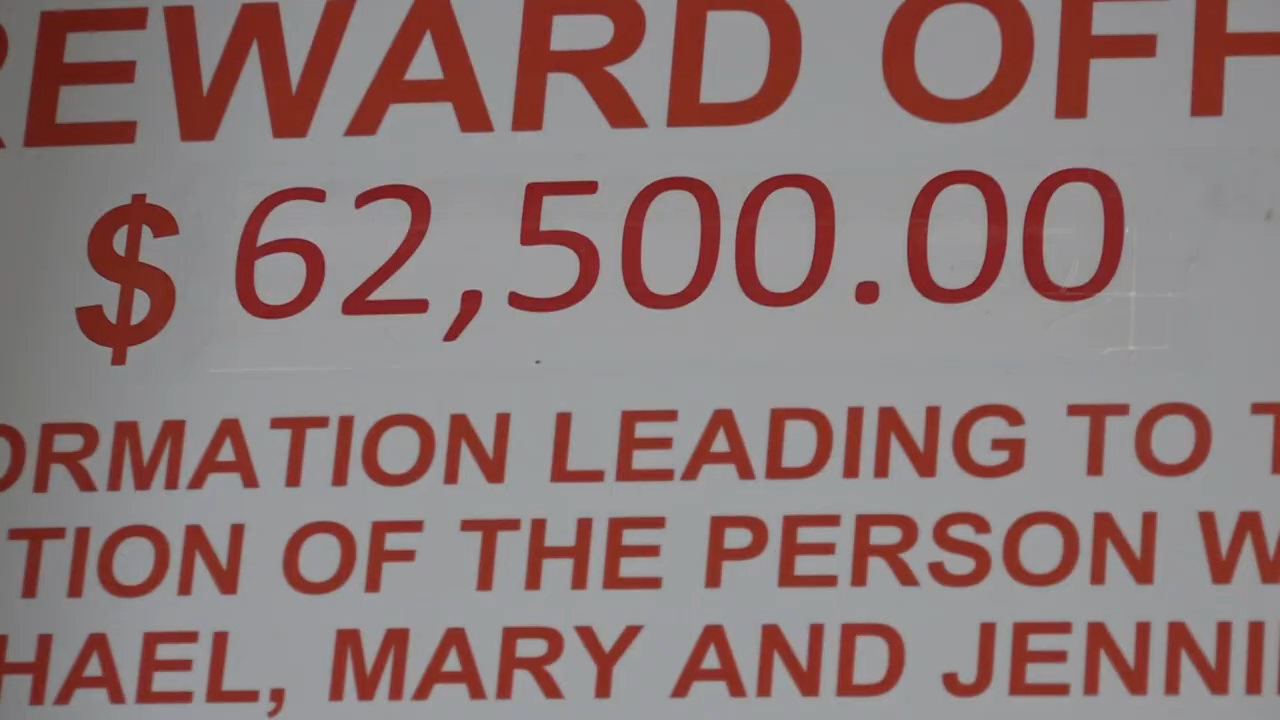 REWARD OFF
$ 62,500.00
ORMATION LEADING TO T
TION OF THE PERSON W
HAEL, MARY AND JENNI